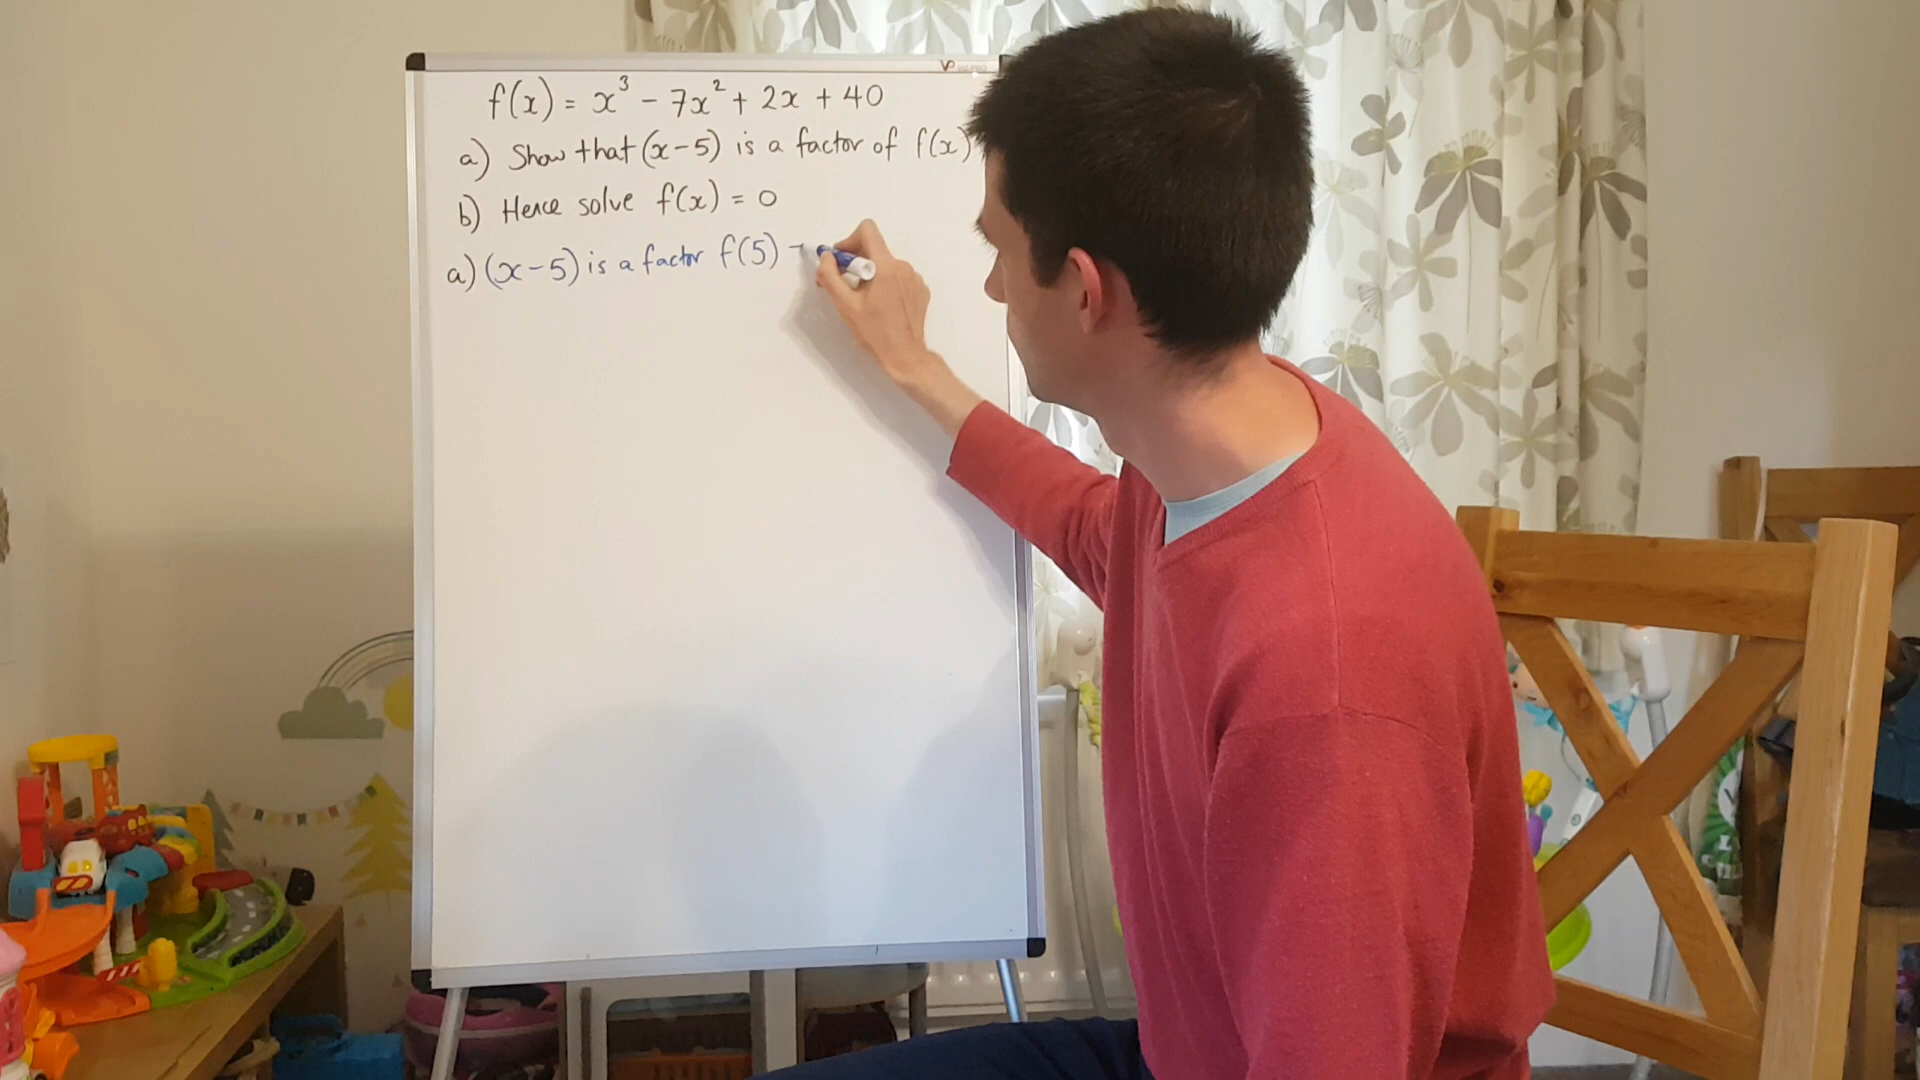 f(x) = x³ - 7x² + 2x + 40
a) Show that (x-5) is a factor of f(x)
b) Hence solve f(x) = 0
a) (x-5) is a factor f(5)